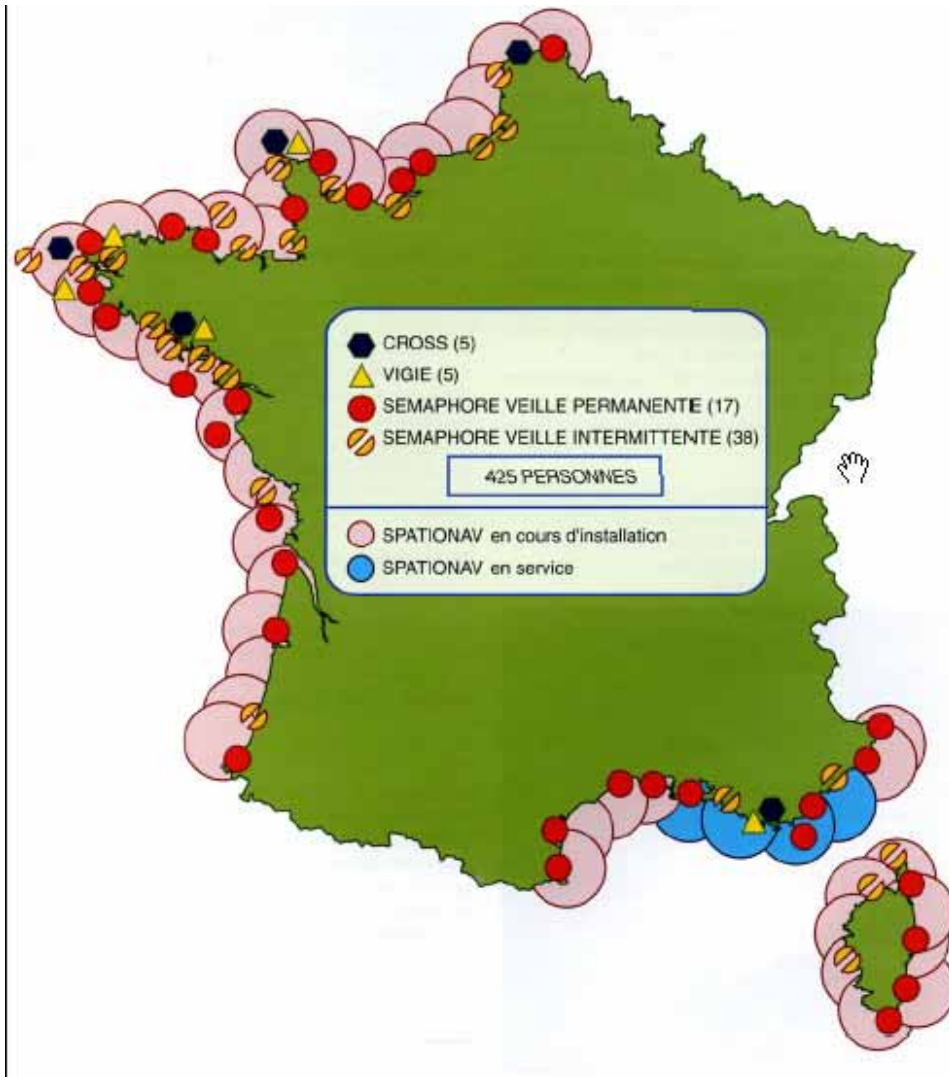 CROSS (5)
VIGIE (5)
SEMAPHORE VEILLE PERMANENTE (17)
SEMAPHORE VEILLE INTERMITTENTE (38)
425 PERSONNES
SPATIONAV en cours d'installation
SPATIONAV en service